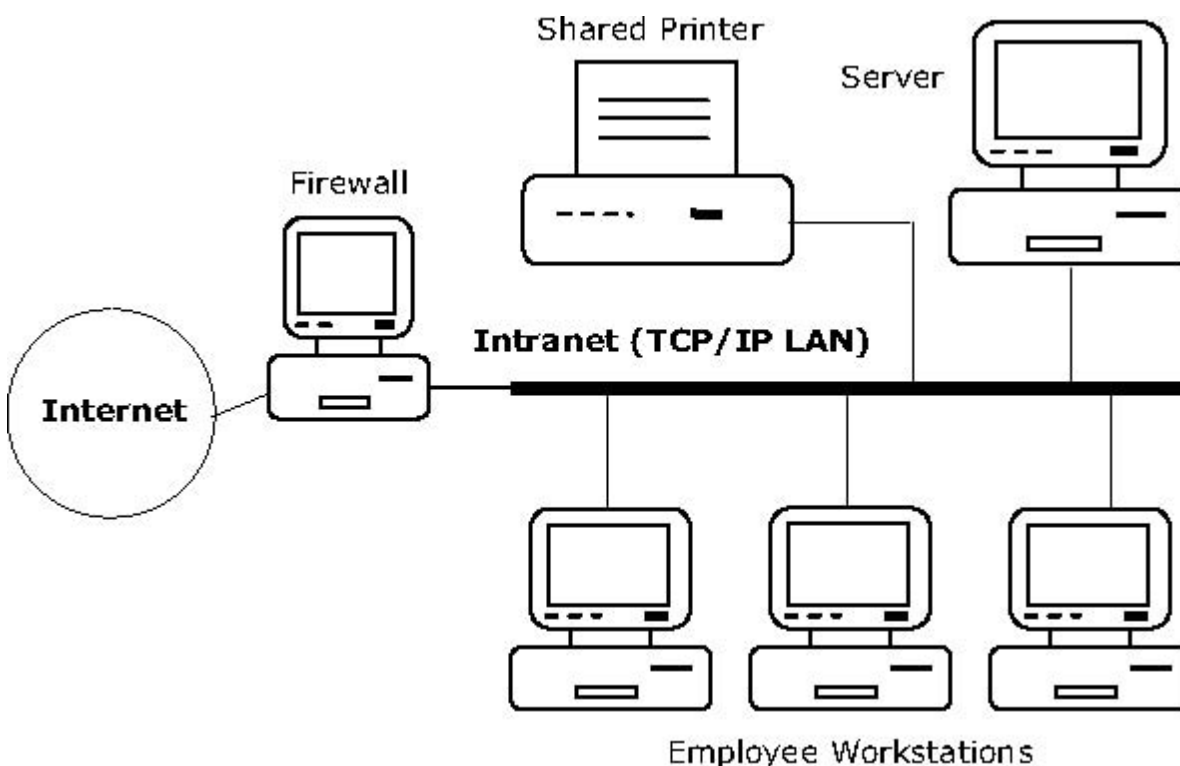 Shared Printer
Server
Firewall
Intranet (TCP/IP LAN)
Internet
Employee Workstations